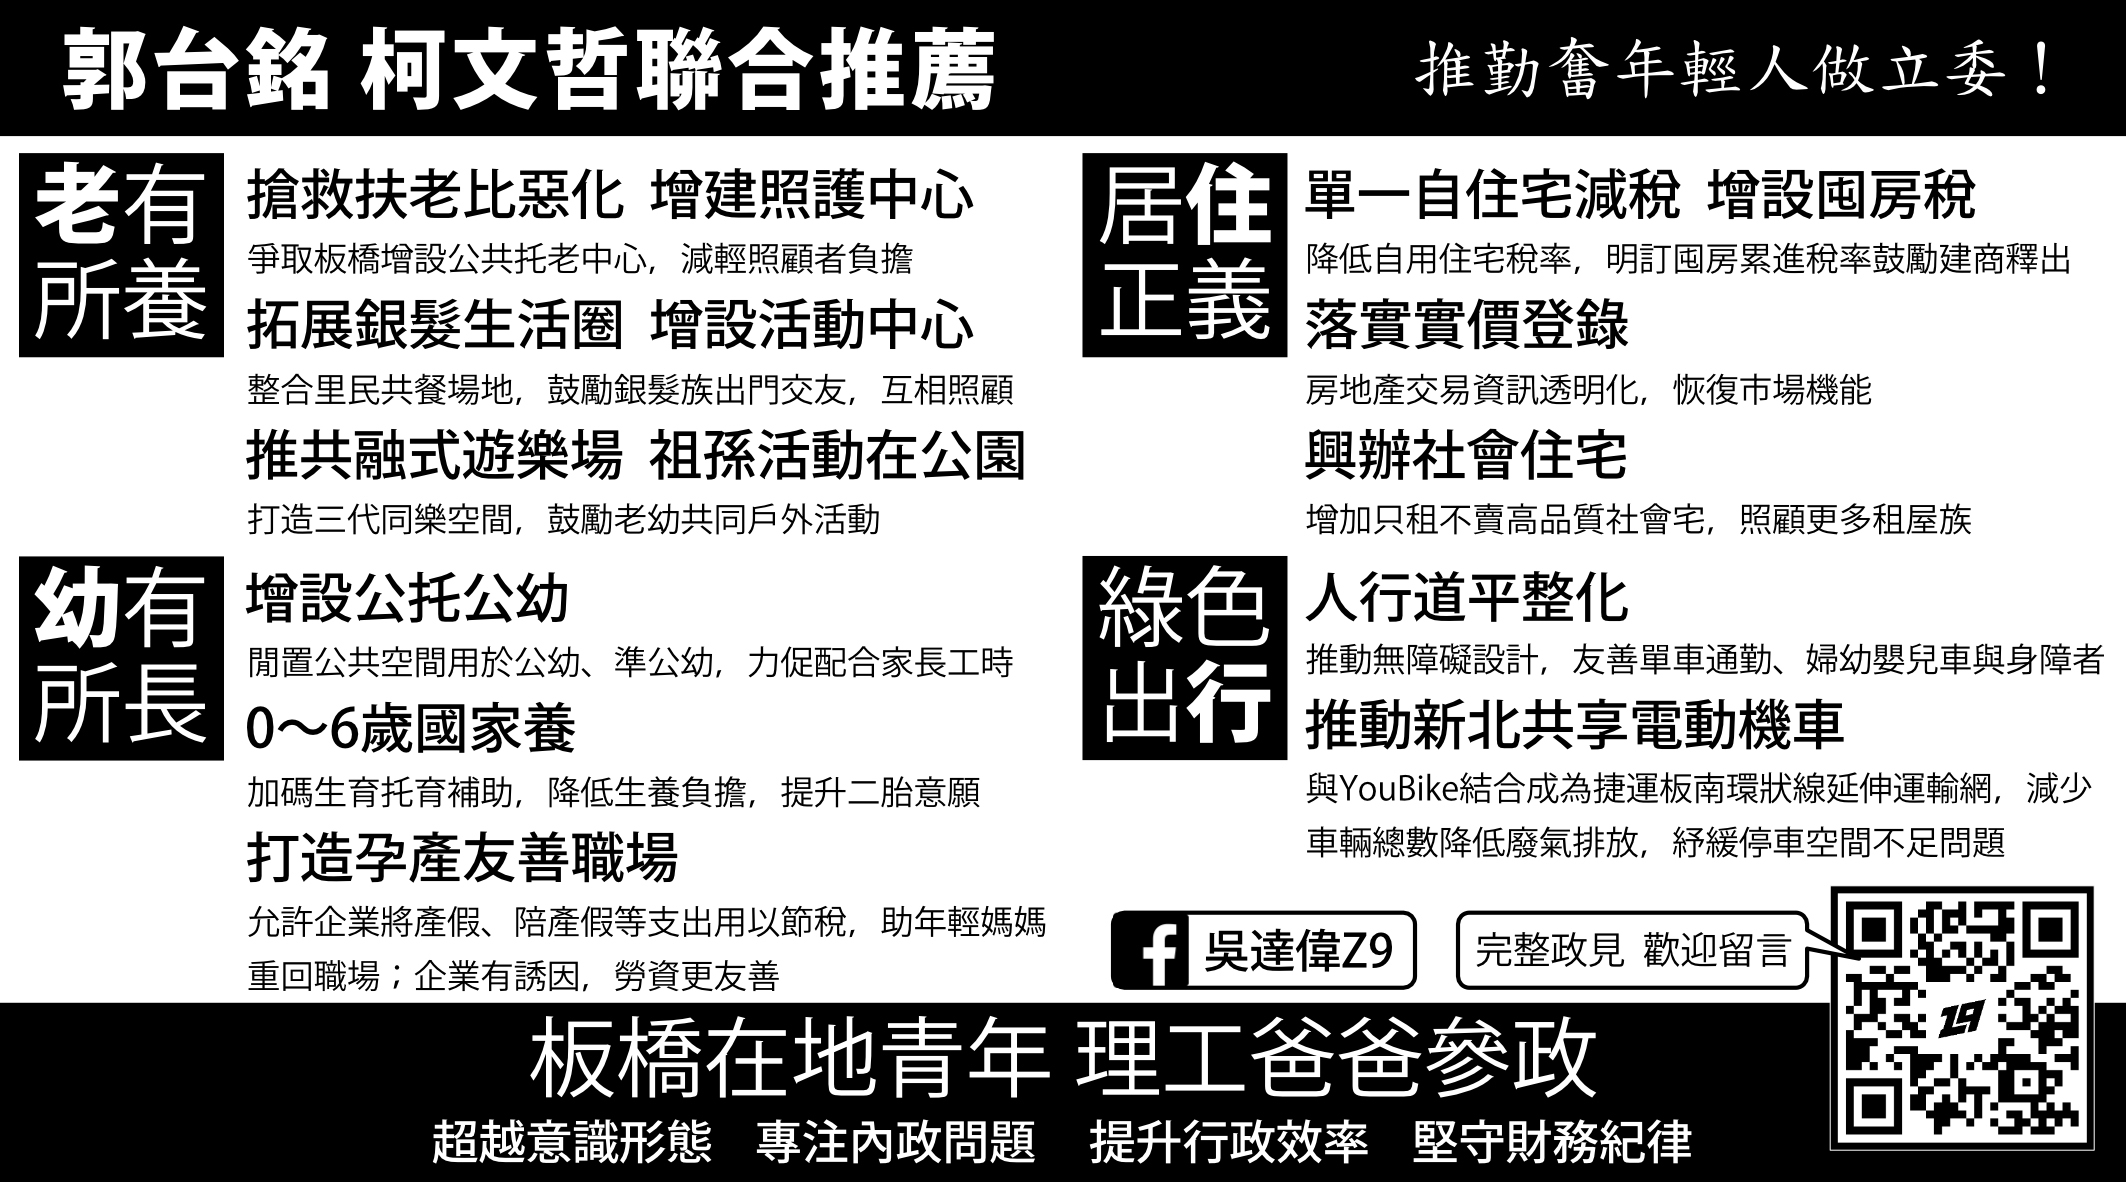 郭台銘 柯文哲聯合推薦
推勤奮年輕人做立委！
老有
所養
搶救扶老比惡化 增建照護中心
爭取板橋增設公共托老中心，減輕照顧者負擔
拓展銀髮生活圈 增設活動中心
整合里民共餐場地，鼓勵銀髮族出門交友，互相照顧
推共融式遊樂場 祖孫活動在公園
打造三代同樂空間，鼓勵老幼共同戶外活動
幼有
所長
增設公托公幼
閒置公共空間用於公幼、準公幼，力促配合家長工時
0～6歲國家養
加碼生育托育補助，降低生養負擔，提升二胎意願
打造孕產友善職場
允許企業將產假、陪產假等支出用以節稅，助年輕媽媽
重回職場；企業有誘因，勞資更友善
居住
正義
單一自住宅減稅 增設囤房稅
降低自用住宅稅率，明訂囤房累進稅率鼓勵建商釋出
落實實價登錄
房地產交易資訊透明化，恢復市場機能
興辦社會住宅
增加只租不賣高品質社會宅，照顧更多租屋族
綠色
出行
人行道平整化
推動無障礙設計，友善單車通勤、婦幼嬰兒車與身障者
推動新北共享電動機車
與YouBike結合成為捷運板南環狀線延伸運輸網，減少
車輛總數降低廢氣排放，紓緩停車空間不足問題
f 吳達偉Z9
完整政見 歡迎留言
19
板橋在地青年 理工爸爸參政
超越意識形態 專注內政問題 提升行政效率 堅守財務紀律